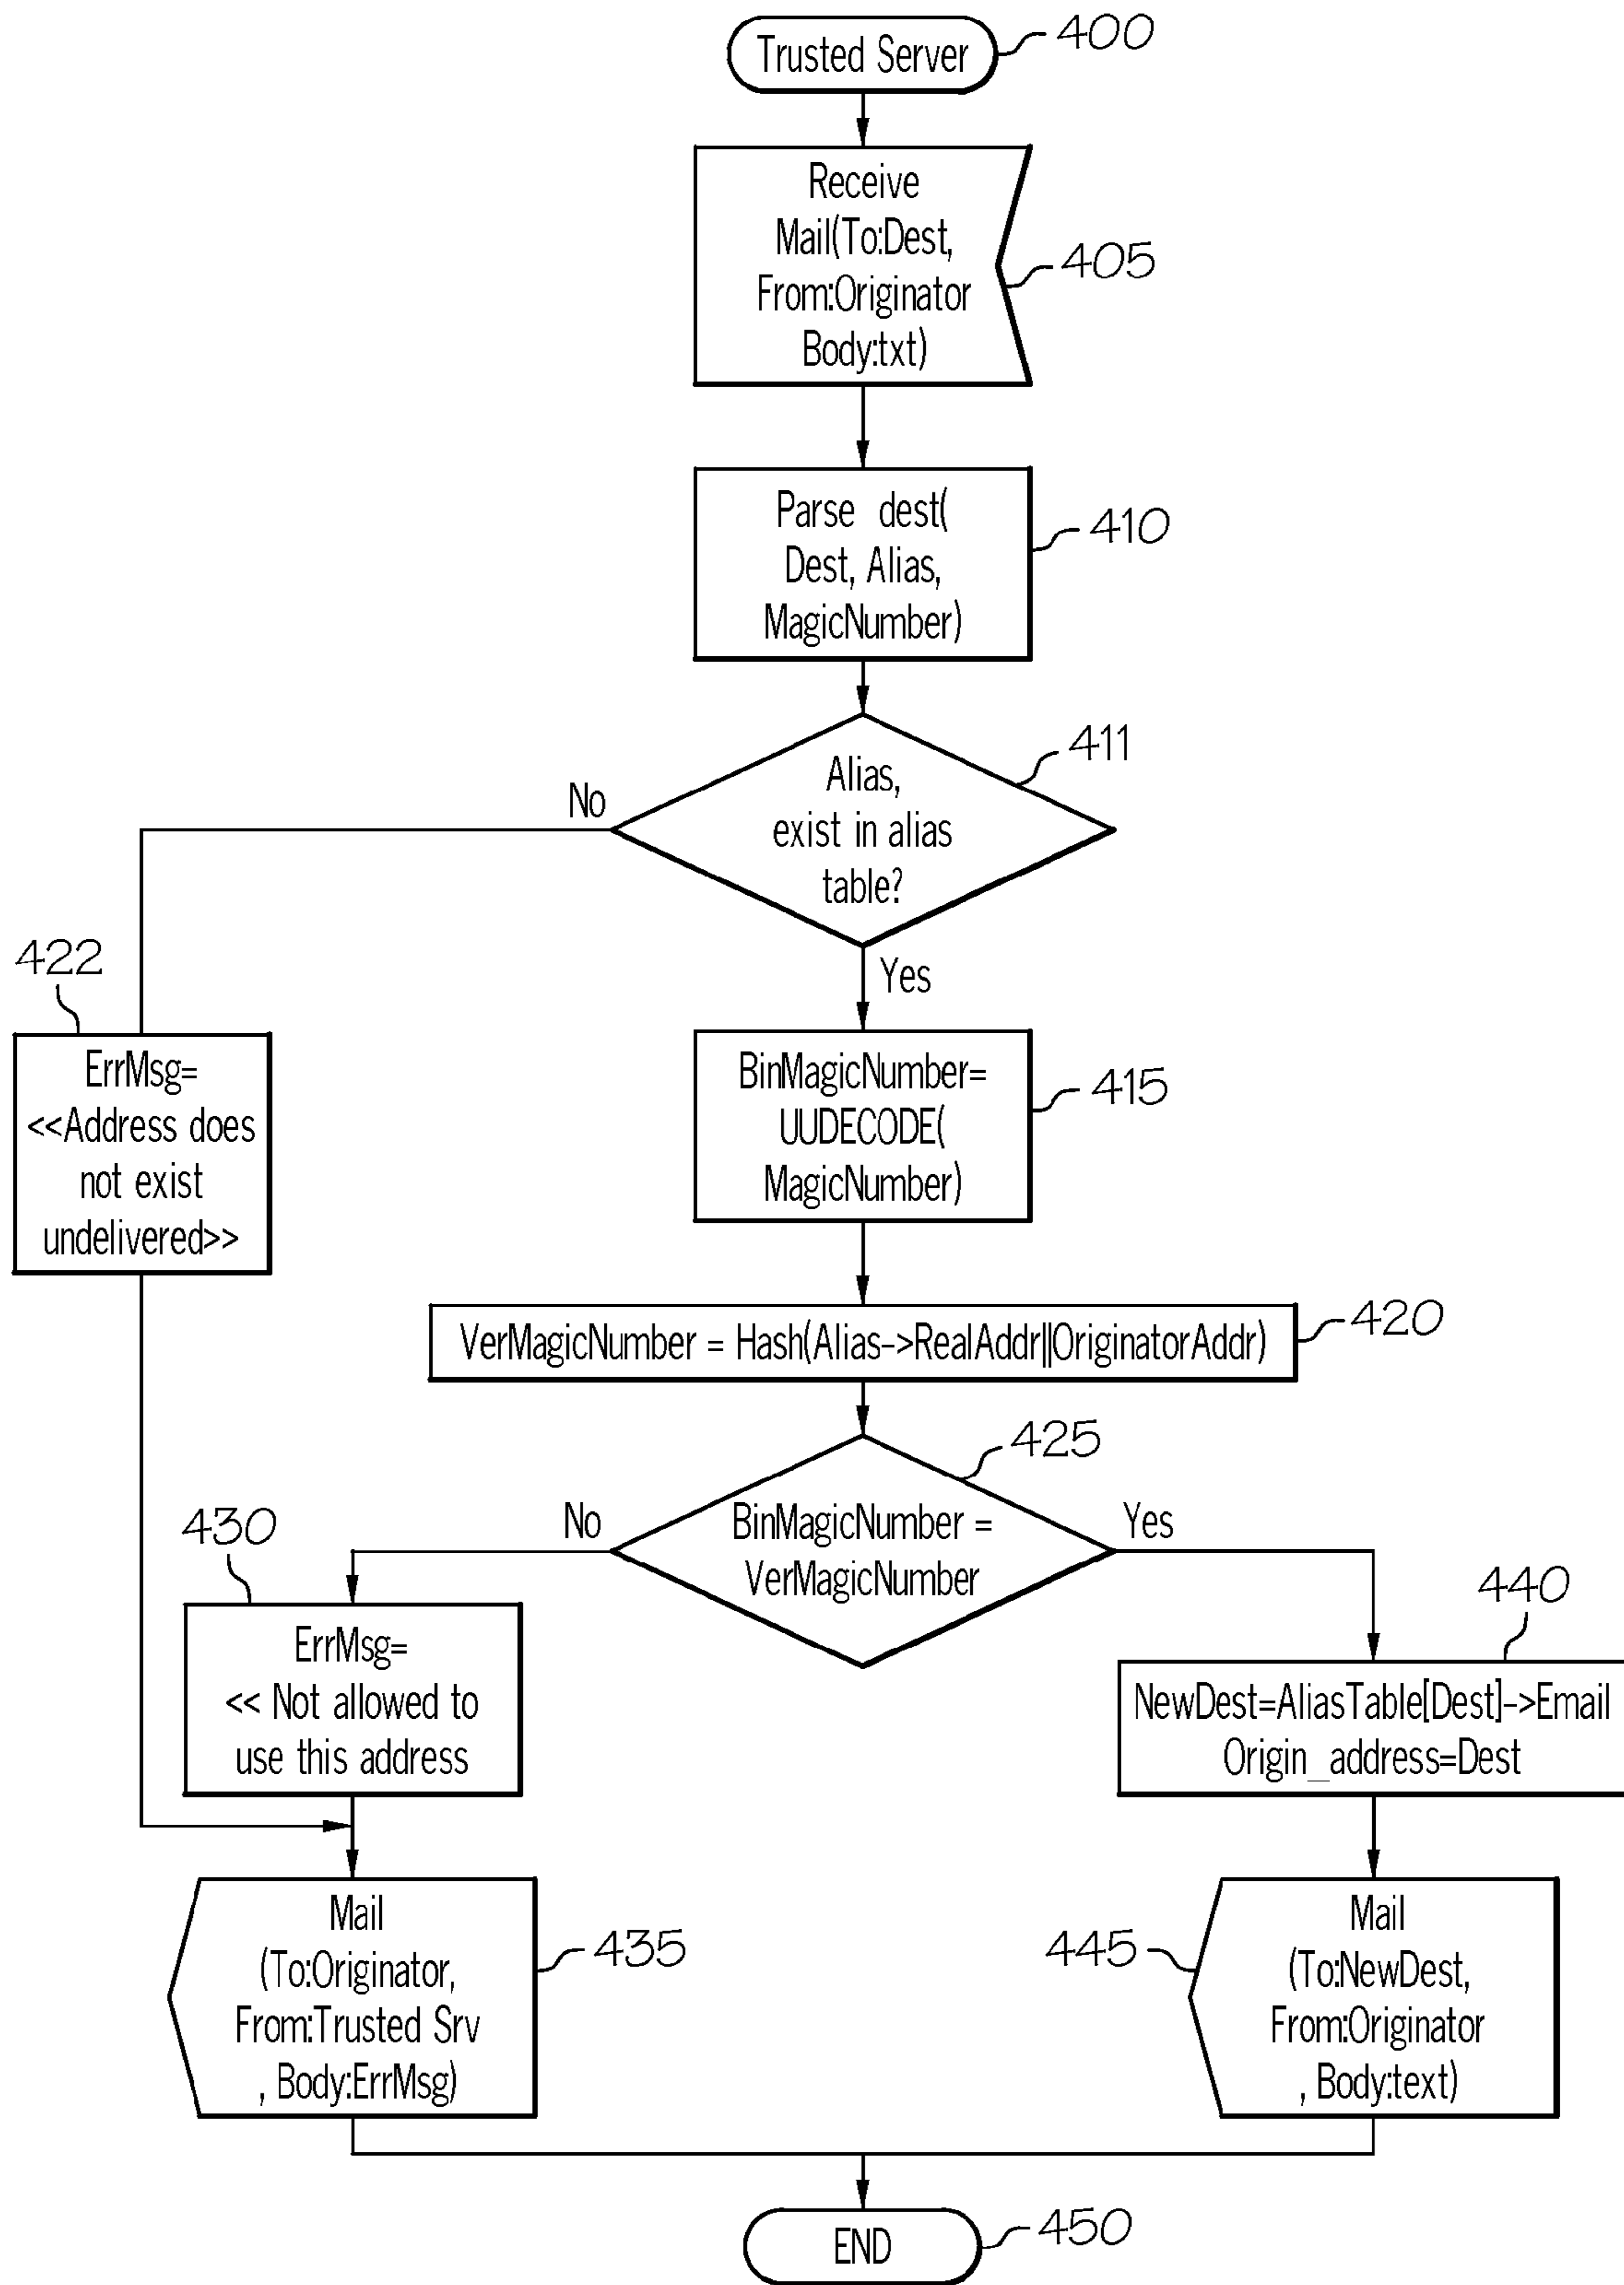 Trusted Server
400
Receive
Mail(To:Dest,
From:Originator
Body:txt)
405
Parse dest(
Dest, Alias,
MagicNumber)
410
Alias,
exist in alias
table?
411
No
Yes
422
ErrMsg=
<<Address does
not exist
undelivered>>
BinMagicNumber=
UUDECODE(
MagicNumber)
415
VerMagicNumber = Hash(Alias->RealAddr||OriginatorAddr)
420
425
BinMagicNumber =
VerMagicNumber
No
Yes
430
ErrMsg=
<< Not allowed to
use this address
440
NewDest=AliasTable[Dest]->Email
Origin_address=Dest
Mail
(To:Originator,
From:Trusted Srv
, Body:ErrMsg)
435
445
Mail
(To:NewDest,
From:Originator
, Body:text)
END
450